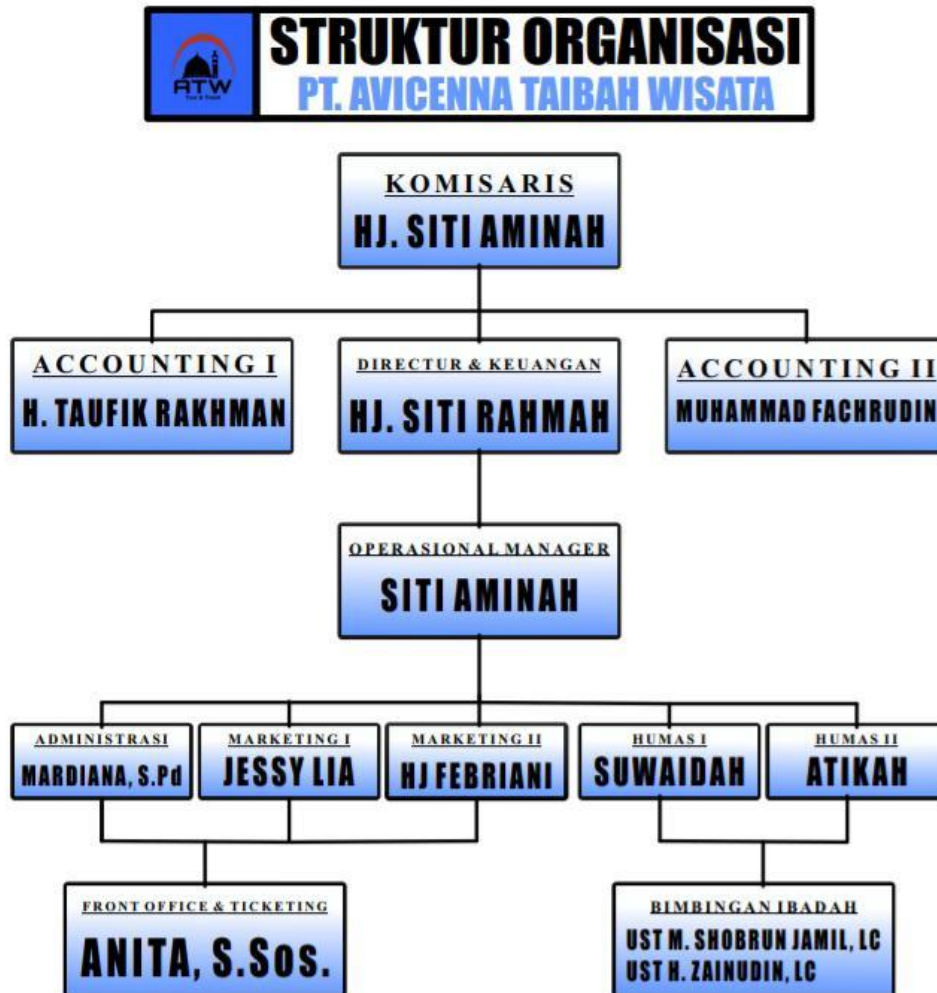 STRUKTUR ORGANISASI
PT. AVICENNA TAIBAH WISATA
ATW
Tour & Travel
KOMISARIS
HJ. SITI AMINAH
ACCOUNTING I
H. TAUFIK RAKHMAN
DIRECTUR & KEUANGAN
HJ. SITI RAHMAH
ACCOUNTING II
MUHAMMAD FACHRUDIN
OPERASIONAL MANAGER
SITI AMINAH
ADMINISTRASI
MARDIANA, S.Pd
MARKETING I
JESSY LIA
MARKETING II
HJ FEBRIANI
HUMAS I
SUWAIDAH
HUMAS II
ATIKAH
FRONT OFFICE & TICKETING
ANITA, S.Sos.
BIMBINGAN IBADAH
UST M. SHOBRUN JAMIL, LC
UST H. ZAINUDIN, LC